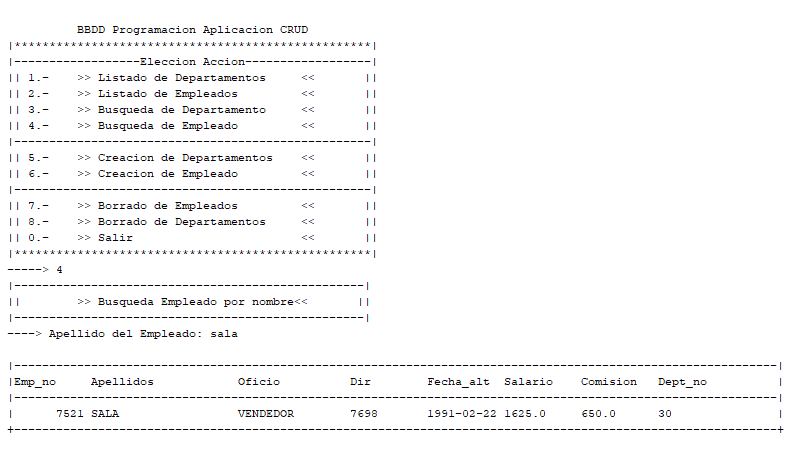 BBDD Programacion Aplicacion CRUD
|***************************************************|
|------------------Eleccion Accion------------------|
|| 1.-    >> Listado de Departamentos     <<       ||
|| 2.-    >> Listado de Empleados         <<       ||
|| 3.-    >> Busqueda de Departamento     <<       ||
|| 4.-    >> Busqueda de Empleado         <<       ||
|---------------------------------------------------|
|| 5.-    >> Creacion de Departamentos    <<       ||
|| 6.-    >> Creacion de Empleado         <<       ||
|---------------------------------------------------|
|| 7.-    >> Borrado de Empleados         <<       ||
|| 8.-    >> Borrado de Departamentos     <<       ||
|| 0.-    >> Salir                        <<       ||
|***************************************************|
-----> 4
|--------------------------------------------------|
||        >> Busqueda Empleado por nombre<<       ||
|--------------------------------------------------|
----> Apellido del Empleado: sala
|-------------------------------------------------------------------------------------------------------------|
|Emp_no     Apellidos            Oficio          Dir        Fecha_alt  Salario    Comision   Dept_no          |
|-------------------------------------------------------------------------------------------------------------|
|      7521 SALA                 VENDEDOR        7698       1991-02-22 1625.0     650.0      30               |
+-------------------------------------------------------------------------------------------------------------+